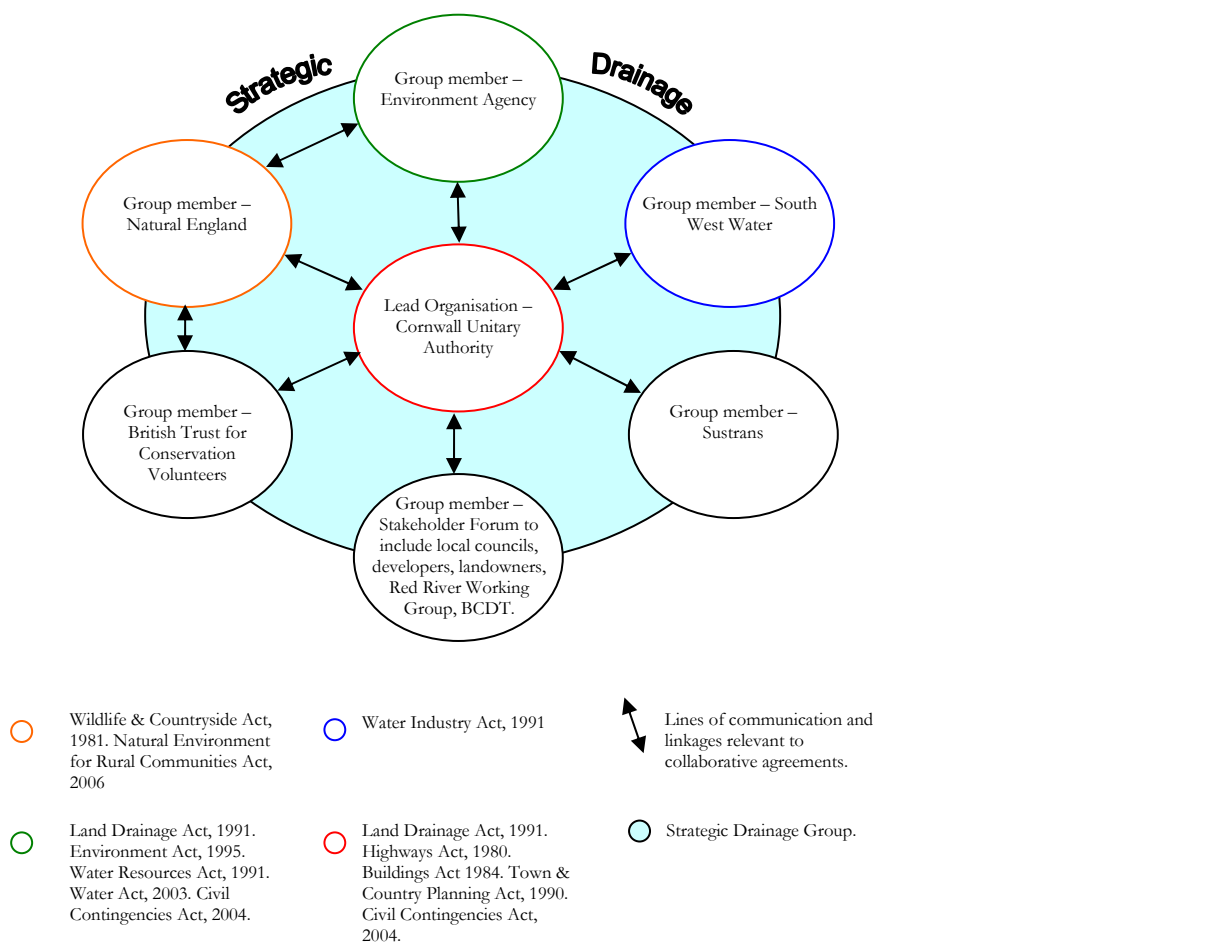 Strategic
Drainage
Group member –
Environment Agency
Group member –
Natural England
Group member – South
West Water
Lead Organisation –
Cornwall Unitary
Authority
Group member –
British Trust for
Conservation
Volunteers
Group member –
Sustrans
Group member –
Stakeholder Forum to
include local councils,
developers, landowners,
Red River Working
Group, BCDT.
Wildlife & Countryside Act,
1981. Natural Environment
for Rural Communities Act,
2006
Water Industry Act, 1991
Lines of communication and
linkages relevant to
collaborative agreements.
Land Drainage Act, 1991.
Environment Act, 1995.
Water Resources Act, 1991.
Water Act, 2003. Civil
Contingencies Act, 2004.
Land Drainage Act, 1991.
Highways Act, 1980.
Buildings Act 1984. Town &
Country Planning Act, 1990.
Civil Contingencies Act,
2004.
Strategic Drainage Group.